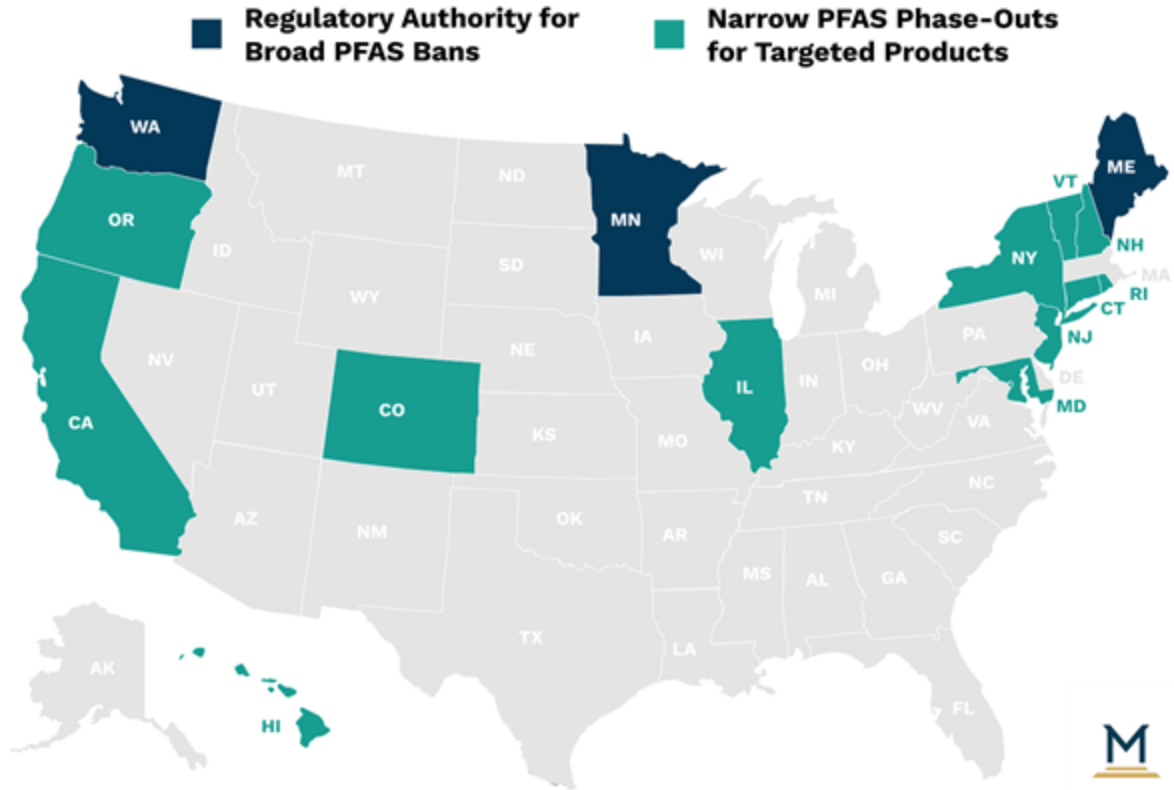 Regulatory Authority for
Broad PFAS Bans
Narrow PFAS Phase-Outs
for Targeted Products
WA
MT
ND
MN
ME
VT
OR
ID
SD
WI
NY
NH
WY
MI
MA
RI
CT
IA
PA
NJ
NV
NE
OH
DE
UT
CO
IL
IN
MD
CA
WV
VA
KS
MO
KY
NC
TN
AZ
NM
OK
AR
SC
MS
AL
GA
TX
LA
AK
FL
HI
M